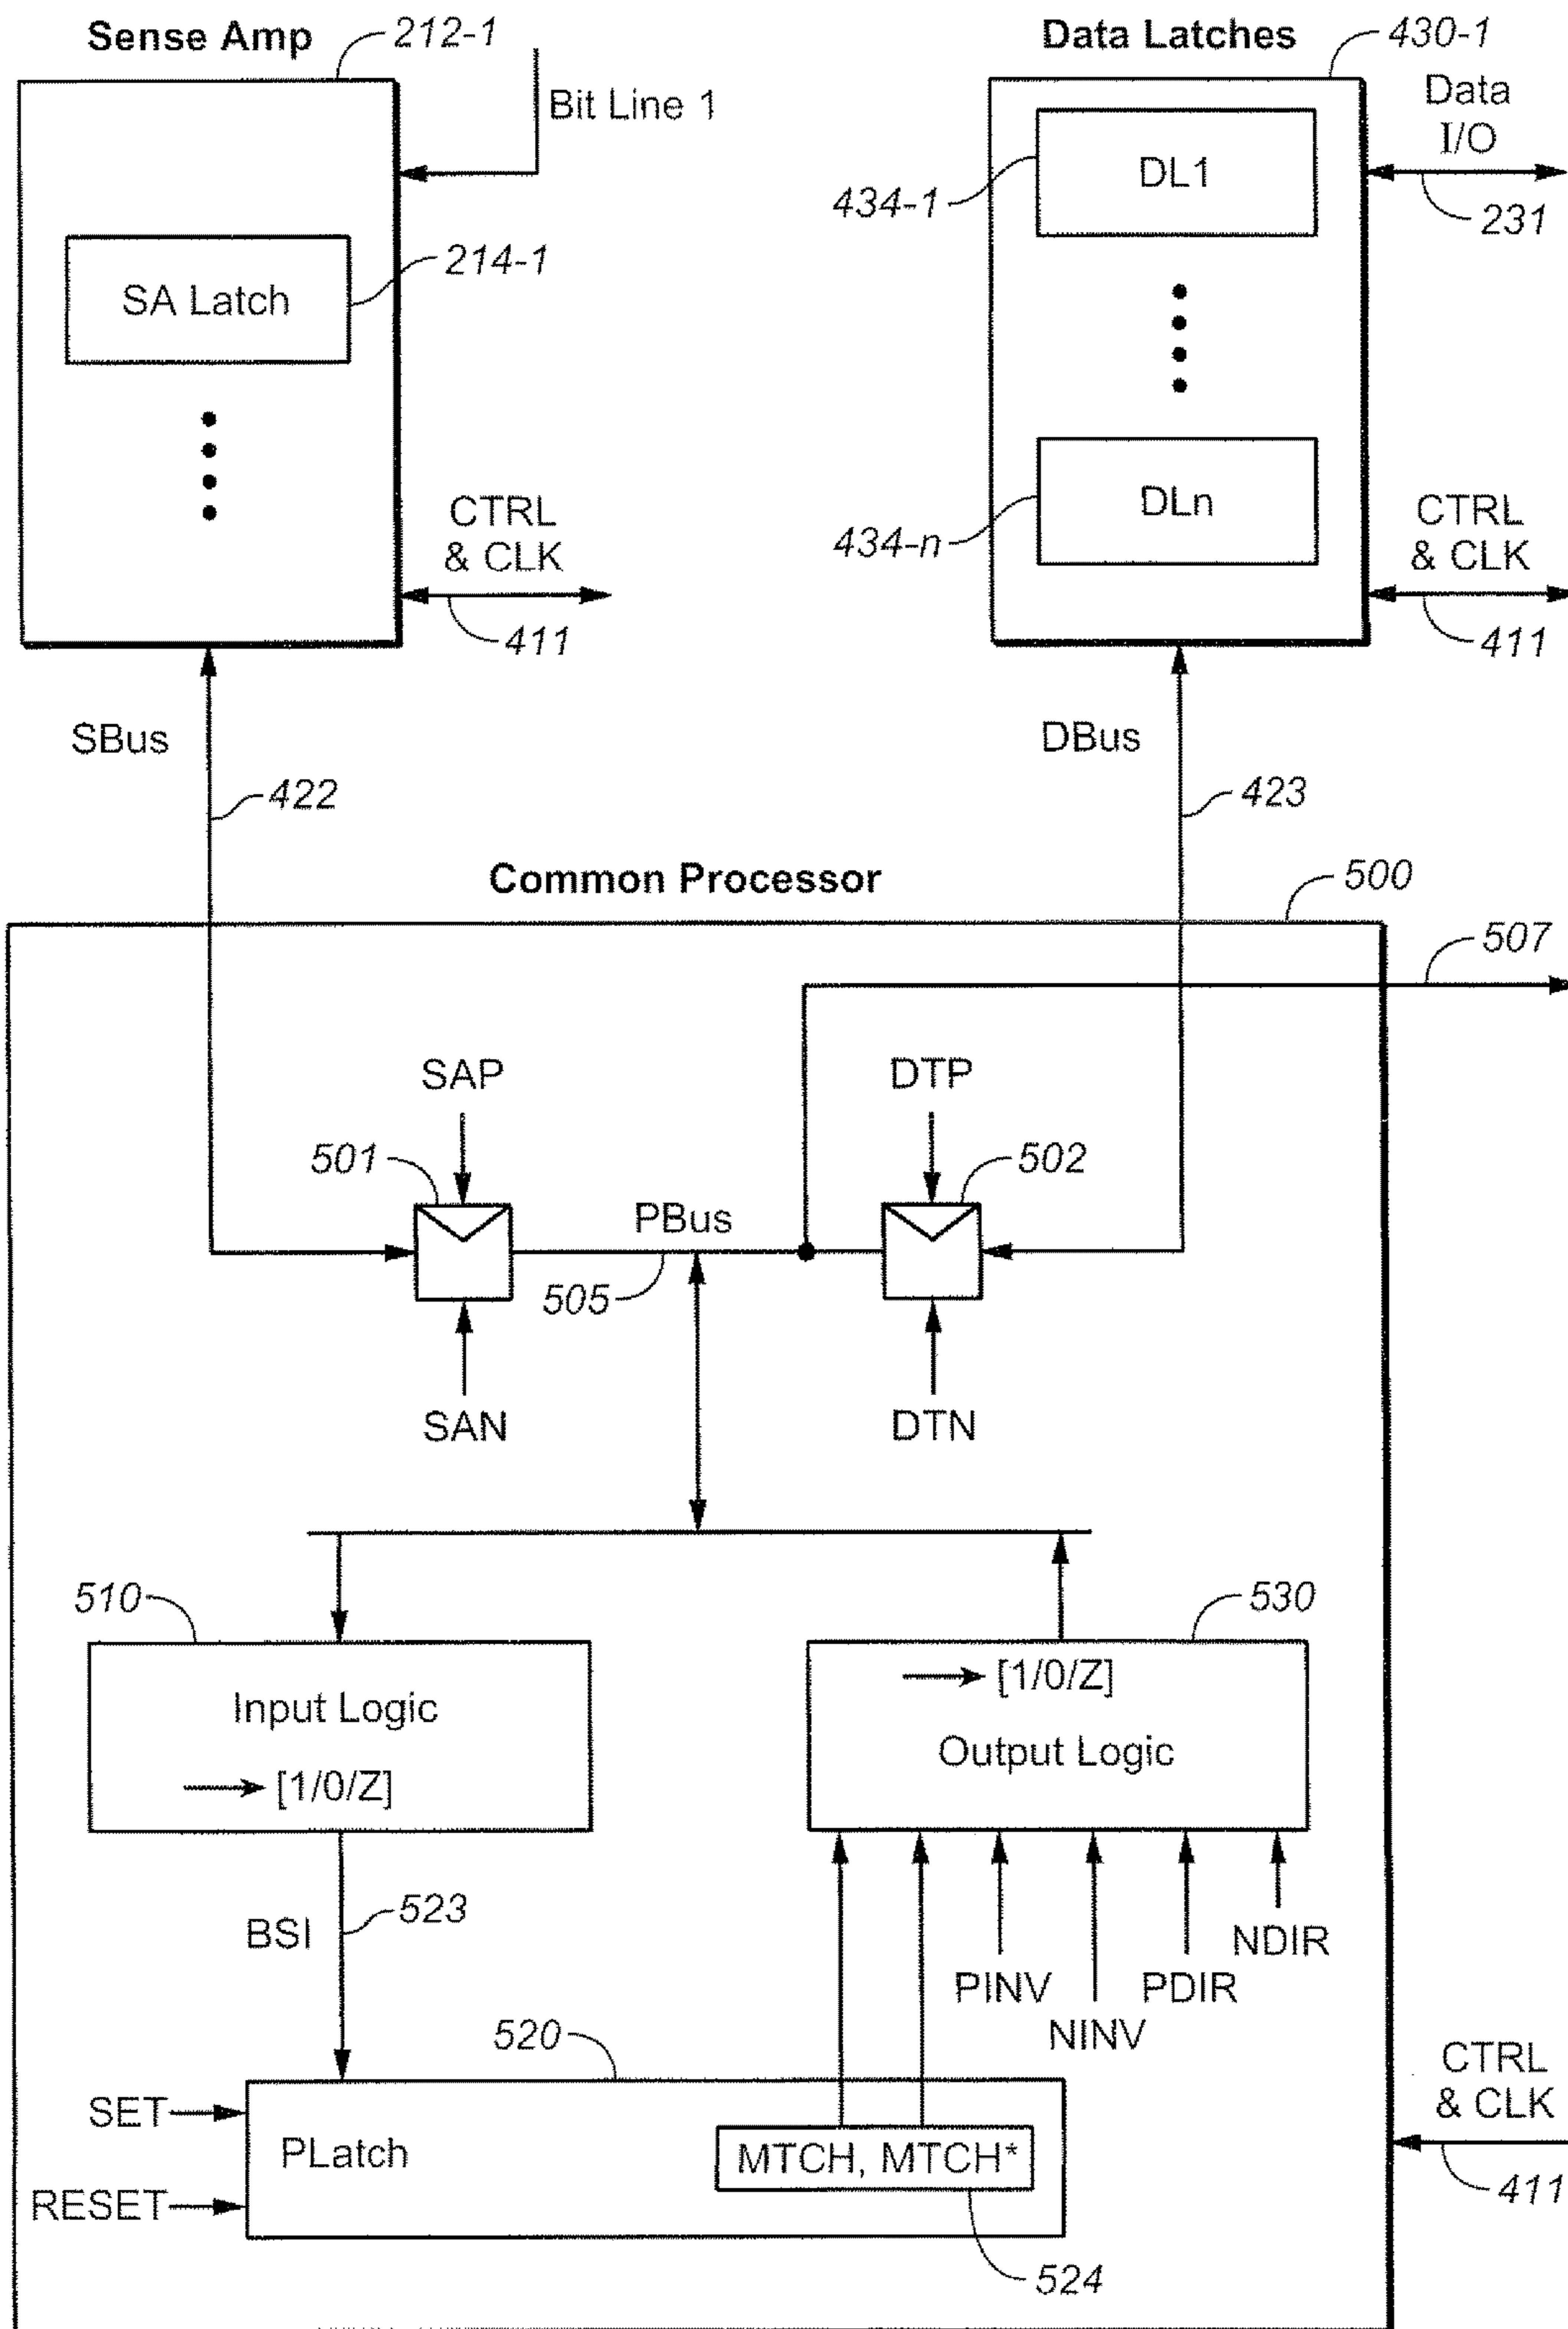 Sense Amp
212-1
Bit Line 1
SA Latch
214-1
CTRL
& CLK
411
Data Latches
430-1
Data
I/O
231
DL1
434-1
DLn
434-n
CTRL
& CLK
411
SBus
422
DBus
423
Common Processor
500
507
SAP
501
SAN
PBus
505
DTP
502
DTN
510
Input Logic
[1/0/Z]
530
[1/0/Z]
Output Logic
BSI
523
PINV
NINV
PDIR
NDIR
520
SET
RESET
PLatch
MTCH, MTCH*
524
CTRL
& CLK
411